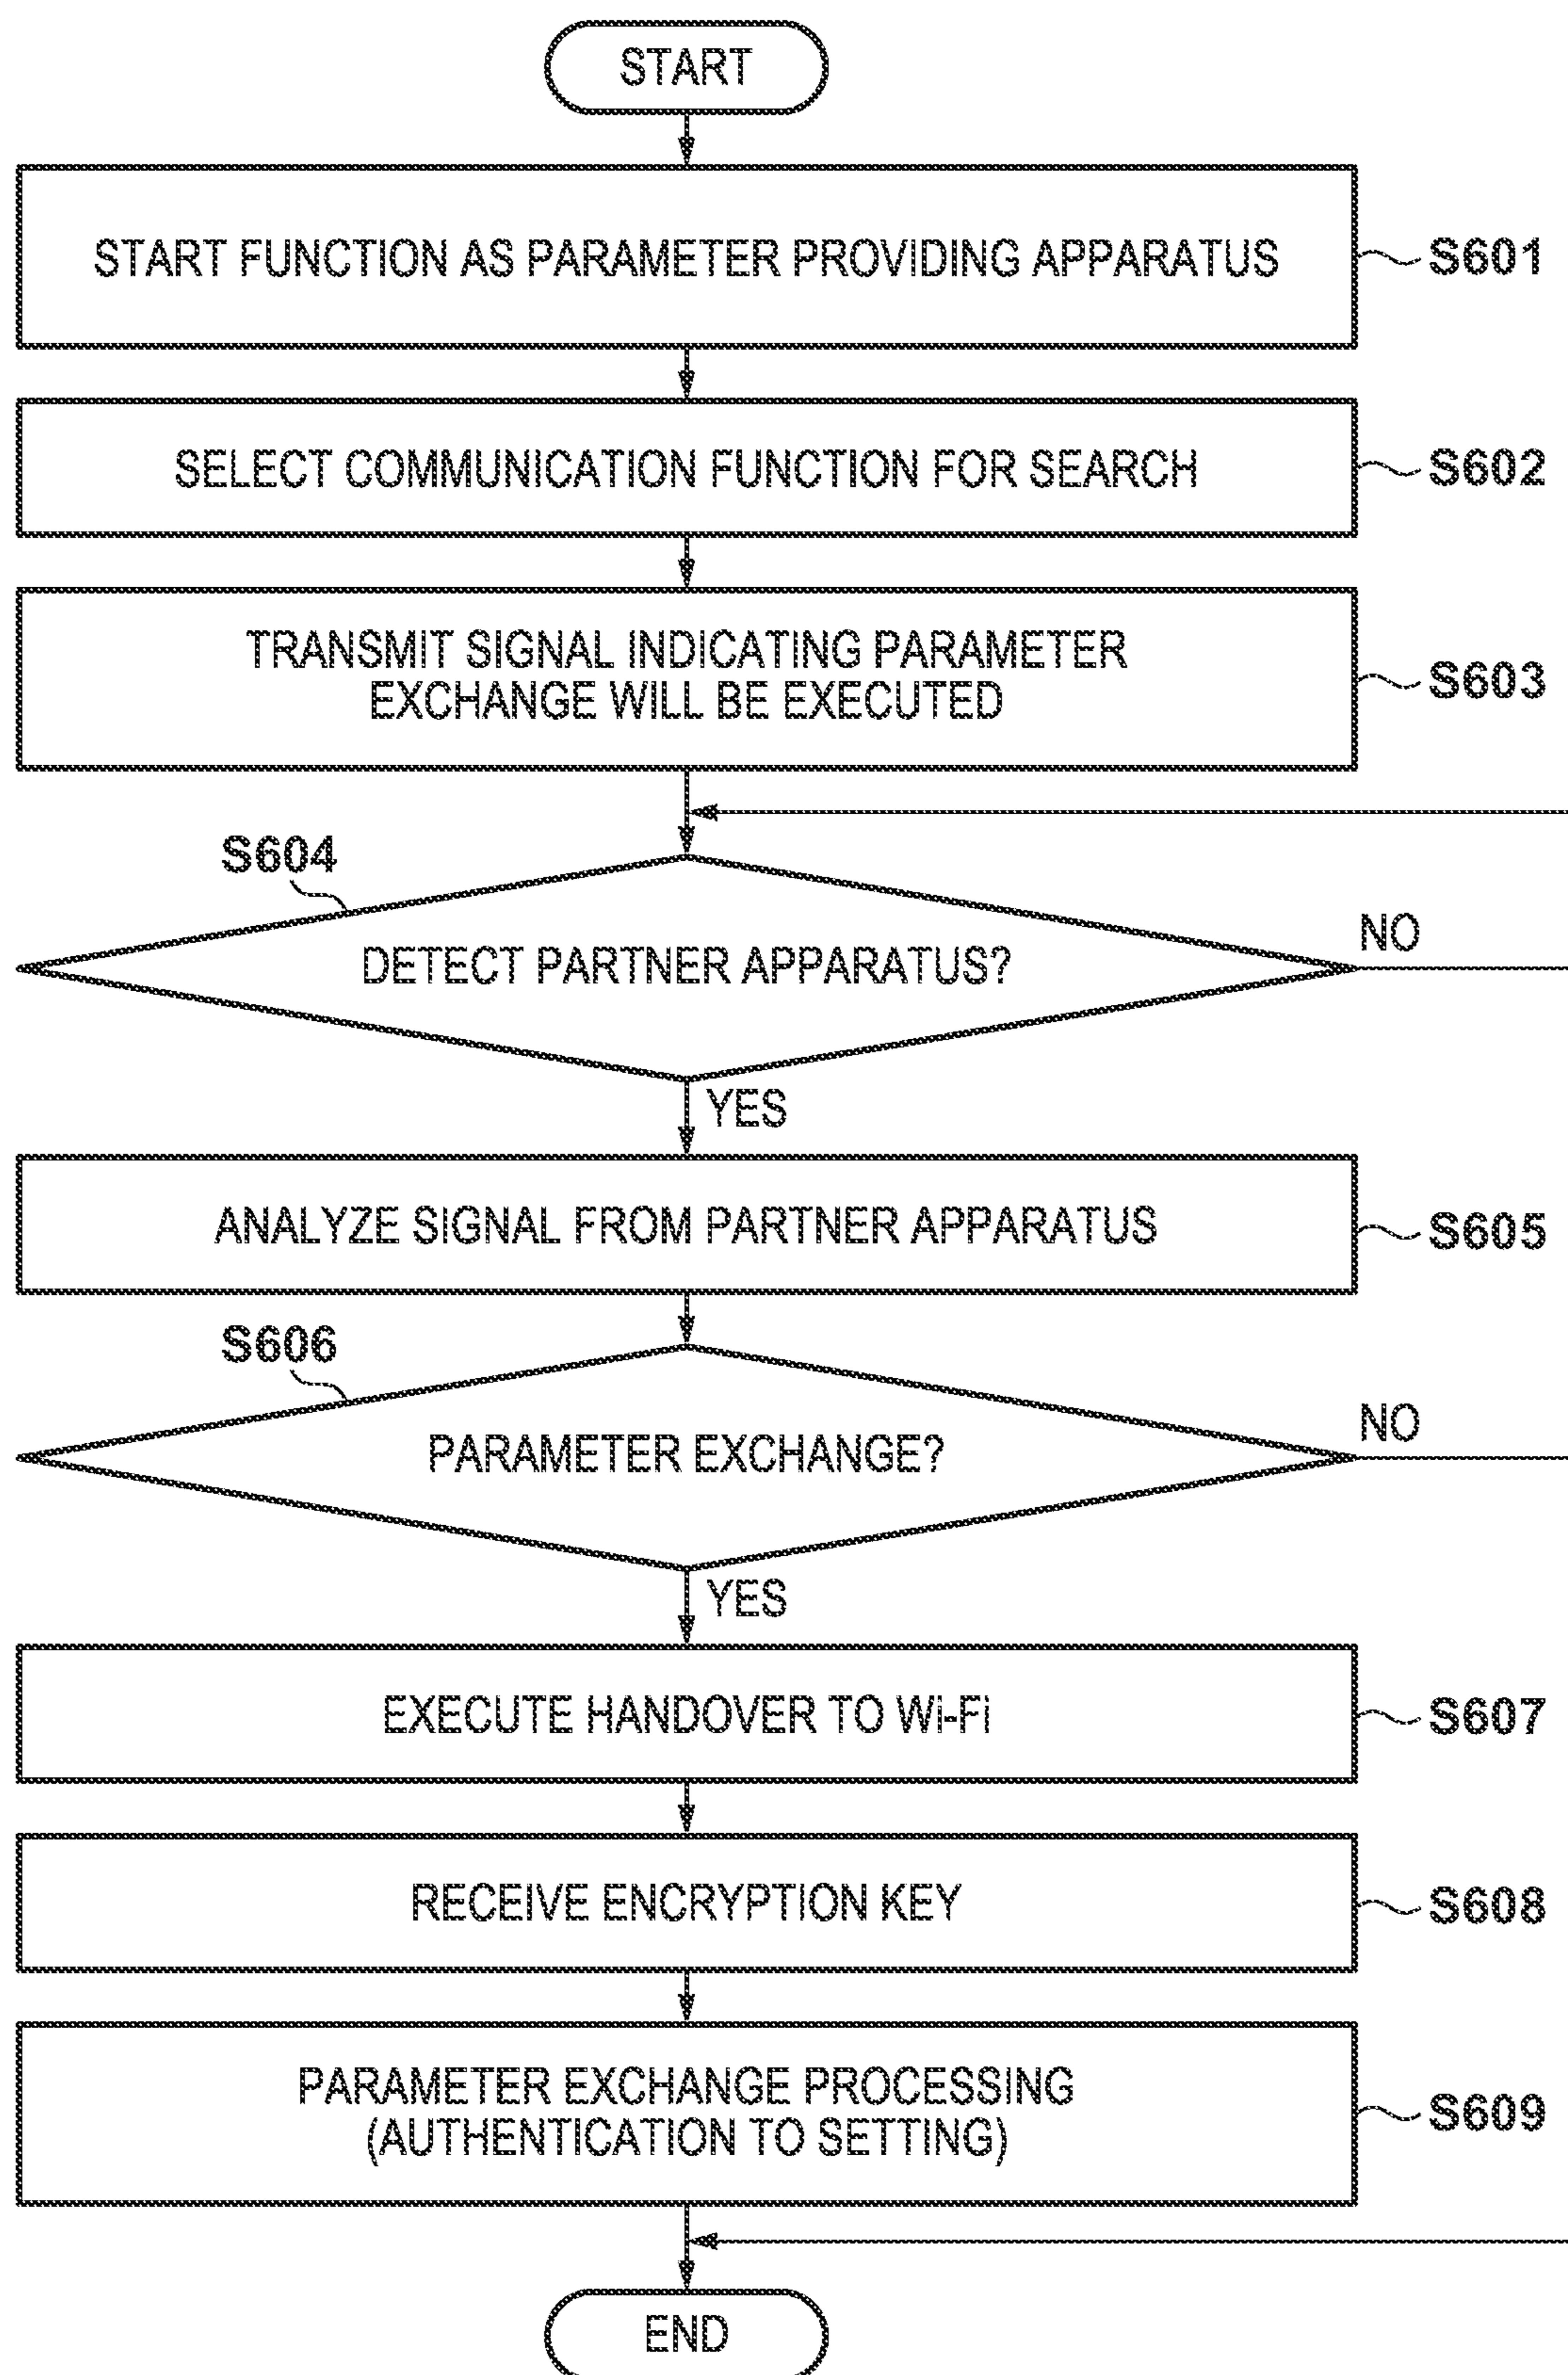 START
START FUNCTION AS PARAMETER PROVIDING APPARATUS
S601
SELECT COMMUNICATION FUNCTION FOR SEARCH
S602
TRANSMIT SIGNAL INDICATING PARAMETER
EXCHANGE WILL BE EXECUTED
S603
S604
DETECT PARTNER APPARATUS?
NO
YES
ANALYZE SIGNAL FROM PARTNER APPARATUS
S605
S606
PARAMETER EXCHANGE?
NO
YES
EXECUTE HANDOVER TO Wi-Fi
S607
RECEIVE ENCRYPTION KEY
S608
PARAMETER EXCHANGE PROCESSING
(AUTHENTICATION TO SETTING)
S609
END